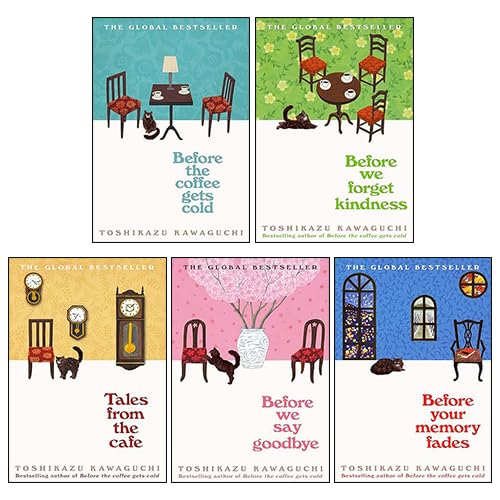 THE GLOBAL BESTSELLER
Before
the
coffee
gets
cold
TOSHIKAZU KAWAGUCHI
THE GLOBAL BESTSELLER
Before
we
forget
kindness
TOSHIKAZU KAWAGUCHI
Bestselling author of Before the coffee gets cold
THE GLOBAL BESTSELLER
Tales
from
the
cafe
TOSHIKAZU KAWAGUCHI
Bestselling author of Before the coffee gets cold
THE GLOBAL BESTSELLER
Before
we
say
goodbye
TOSHIKAZU KAWAGUCHI
Bestselling author of Before the coffee gets cold
THE GLOBAL BESTSELLER
Before
your
memory
fades
TOSHIKAZU KAWAGUCHI
Bestselling author of Before the coffee gets cold